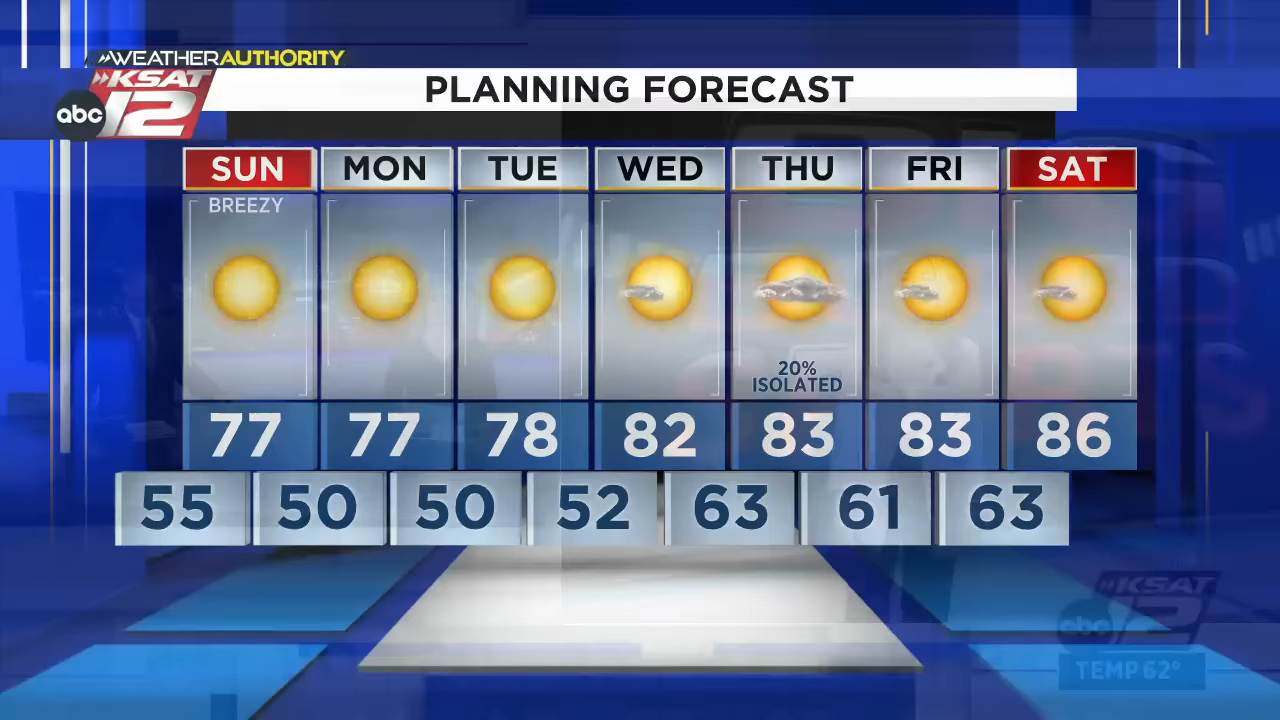 WEATHERAUTHORITY
KSAT
abc 12
PLANNING FORECAST
SUN MON TUE WED THU FRI SAT
BREEZY
20%
ISOLATED
77 77 78 82 83 83 86
55 50 50 52 63 61 63
KSAT
abc 12
TEMP 62°